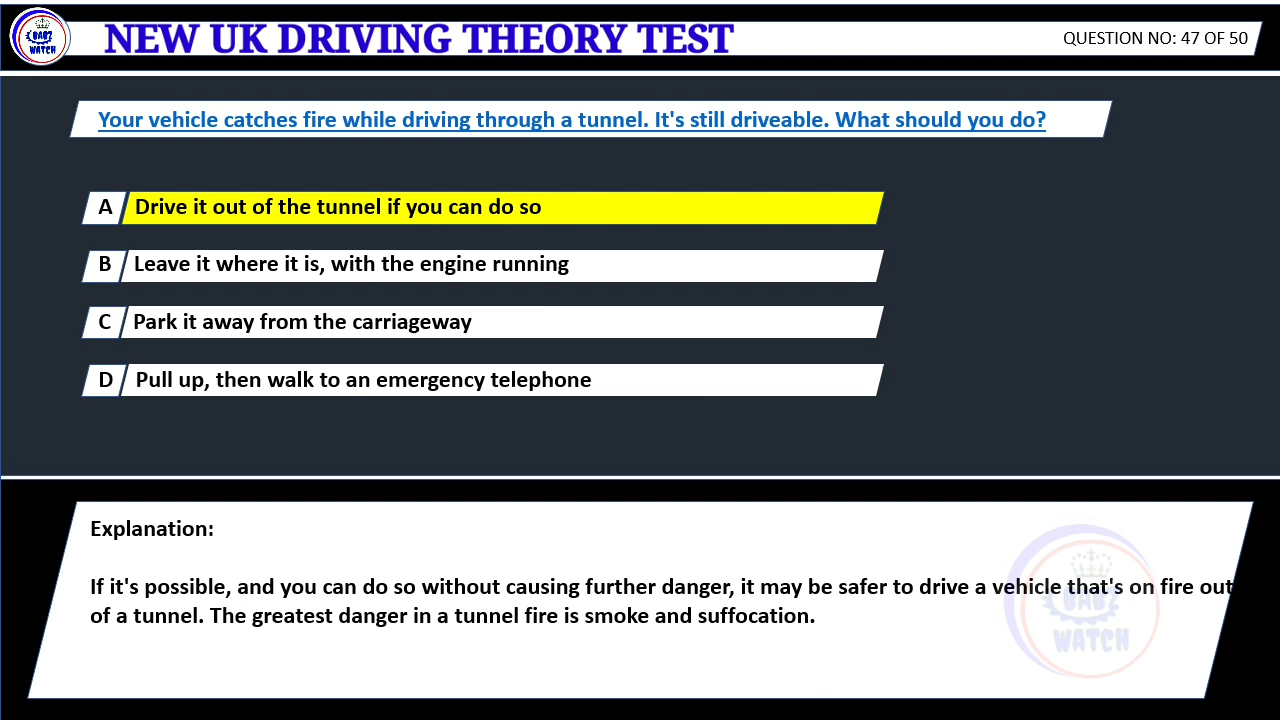 BABZ
WATCH
NEW UK DRIVING THEORY TEST
QUESTION NO: 47 OF 50
Your vehicle catches fire while driving through a tunnel. It's still driveable. What should you do?
A Drive it out of the tunnel if you can do so
B Leave it where it is, with the engine running
C Park it away from the carriageway
D Pull up, then walk to an emergency telephone
Explanation:
If it's possible, and you can do so without causing further danger, it may be safer to drive a vehicle that's on fire out
of a tunnel. The greatest danger in a tunnel fire is smoke and suffocation.
BABZ
WATCH